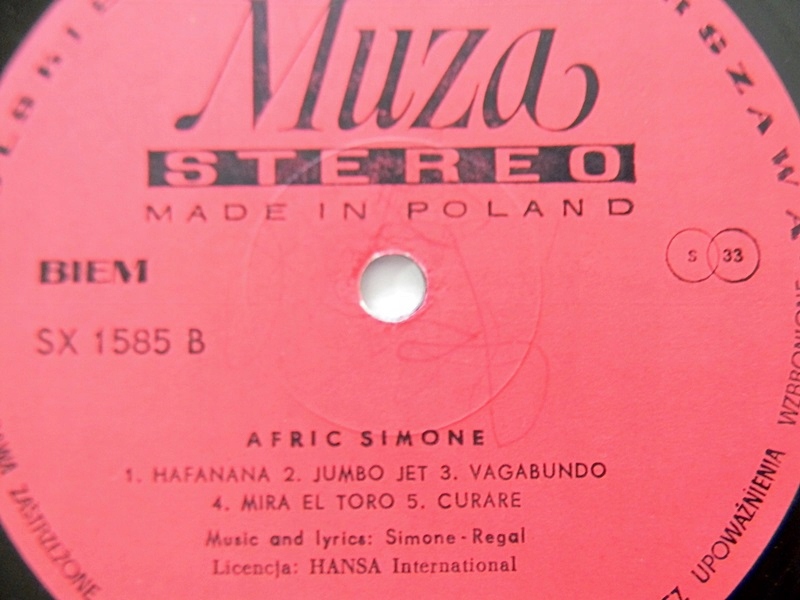 Muza
STEREO
MADE IN POLAND
BIEM
S 33
SX 1585 B
AFRIC SIMONE
1. HAFANANA 2. JUMBO JET 3. VAGABUNDO
4. MIRA EL TORO 5. CURARE
Music and lyrics: Simone - Regal
Licencja: HANSA International
ZASTRZEŻONE
UPOWAŻNIENIA WZBRONIONE